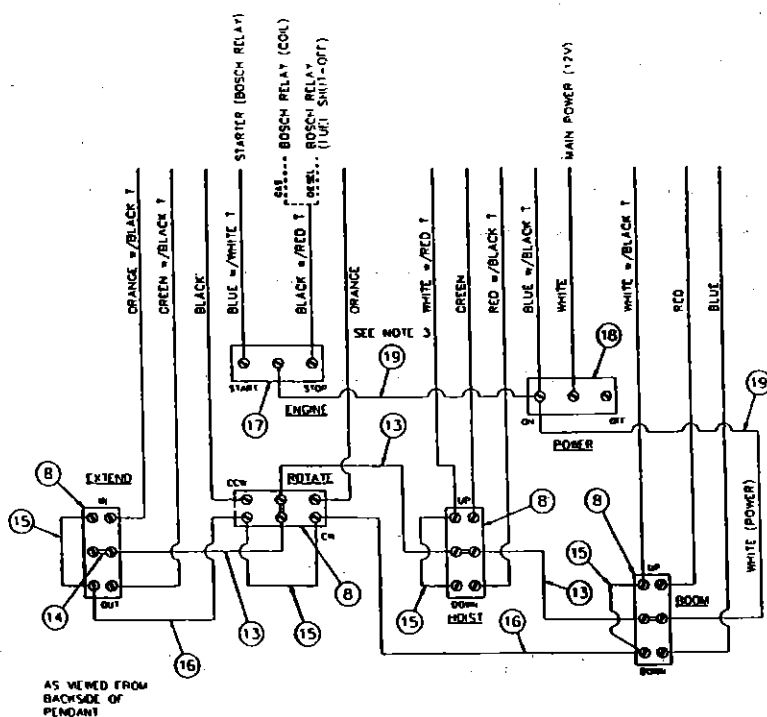 STARTER (BOSCH RELAY)
BOSCH RELAY (COIL)
BOSCH RELAY
(FUEL SHUT-OFF)
GAS
DIESEL
MAIN POWER (12V)
ORANGE w/BLACK T
GREEN w/BLACK T
BLACK
BLUE w/WHITE T
BLACK w/RED T
ORANGE
WHITE w/RED T
GREEN
RED w/BLACK T
BLUE w/BLACK T
WHITE
WHITE w/BLACK T
RED
BLUE
SEE NOTE 3
18
19
START
STOP
17
ENGINE
ON
OFF
POWER
19
13
8
EXTEND
IN
CCW
ROTATE
UP
8
8
15
CW
UP
WHITE (POWER)
14
OUT
13
15
8
15
DOWN
HOIST
15
13
BOOM
16
16
DOWN
AS VIEWED FROM
BACKSIDE OF
PENDANT